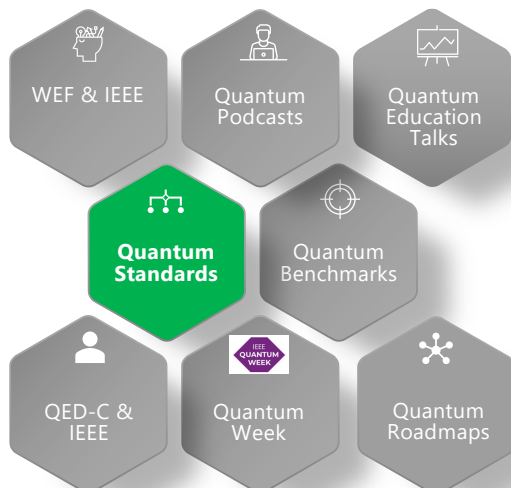 WEF & IEEE
Quantum
Podcasts
Quantum
Education
Talks
Quantum
Standards
Quantum
Benchmarks
QED-C &
IEEE
IEEE
QUANTUM
WEEK
Quantum
Week
Quantum
Roadmaps